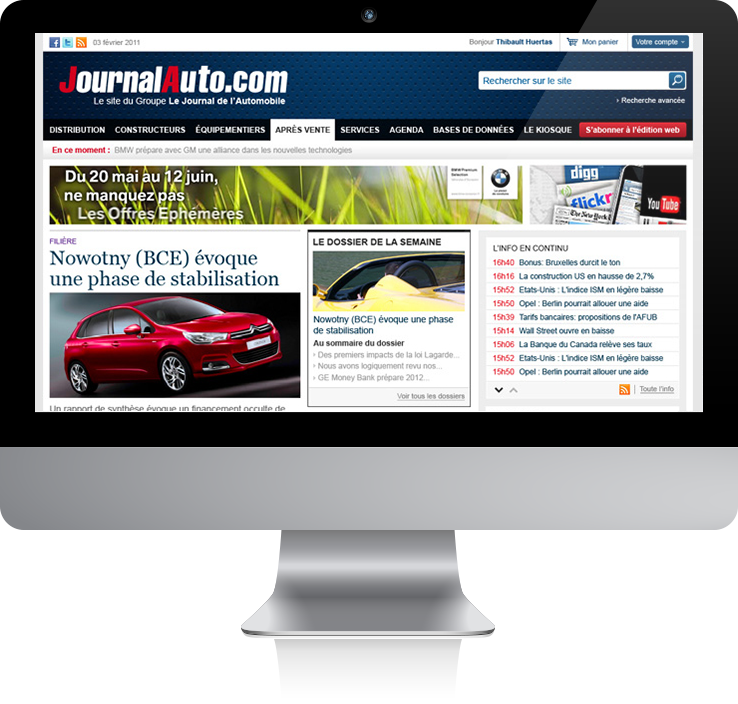 03 février 2011
Bonjour Thibault Huertas
Mon panier
Votre compte
JournalAuto.com
Le site du Groupe Le Journal de l'Automobile
Rechercher sur le site
› Recherche avancée
DISTRIBUTION CONSTRUCTEURS ÉQUIPEMENTIERS APRÈS VENTE SERVICES AGENDA BASES DE DONNÉES LE KIOSQUE S'abonner à l'édition web
En ce moment : BMW prépare avec GM une alliance dans les nouvelles technologies
Du 20 mai au 12 juin,
ne manquez pas
Les Offres Ephémères
BMW Premium
Selection
digg
flickr
The New York
You Tube
FILIÈRE
Nowotny (BCE) évoque
une phase de stabilisation
Un rapport de synthèse évoque un financement occulte de
LE DOSSIER DE LA SEMAINE
Nowotny (BCE) évoque une phase
de stabilisation
Au sommaire du dossier
› Des premiers impacts de la loi Lagarde...
› Nous avons logiquement revu nos...
› GE Money Bank prépare 2012...
Voir tous les dossiers
L'INFO EN CONTINU
16h40 Bonus: Bruxelles durcit le ton
16h16 La construction US en hausse de 2,7%
15h52 Etats-Unis : L'indice ISM en légère baisse
15h50 Opel : Berlin pourrait allouer une aide
15h39 Tarifs bancaires: propositions de l'AFUB
15h14 Wall Street ouvre en baisse
15h06 La Banque du Canada relève ses taux
15h52 Etats-Unis : L'indice ISM en légère baisse
15h50 Opel : Berlin pourrait allouer une aide
Toute l'info